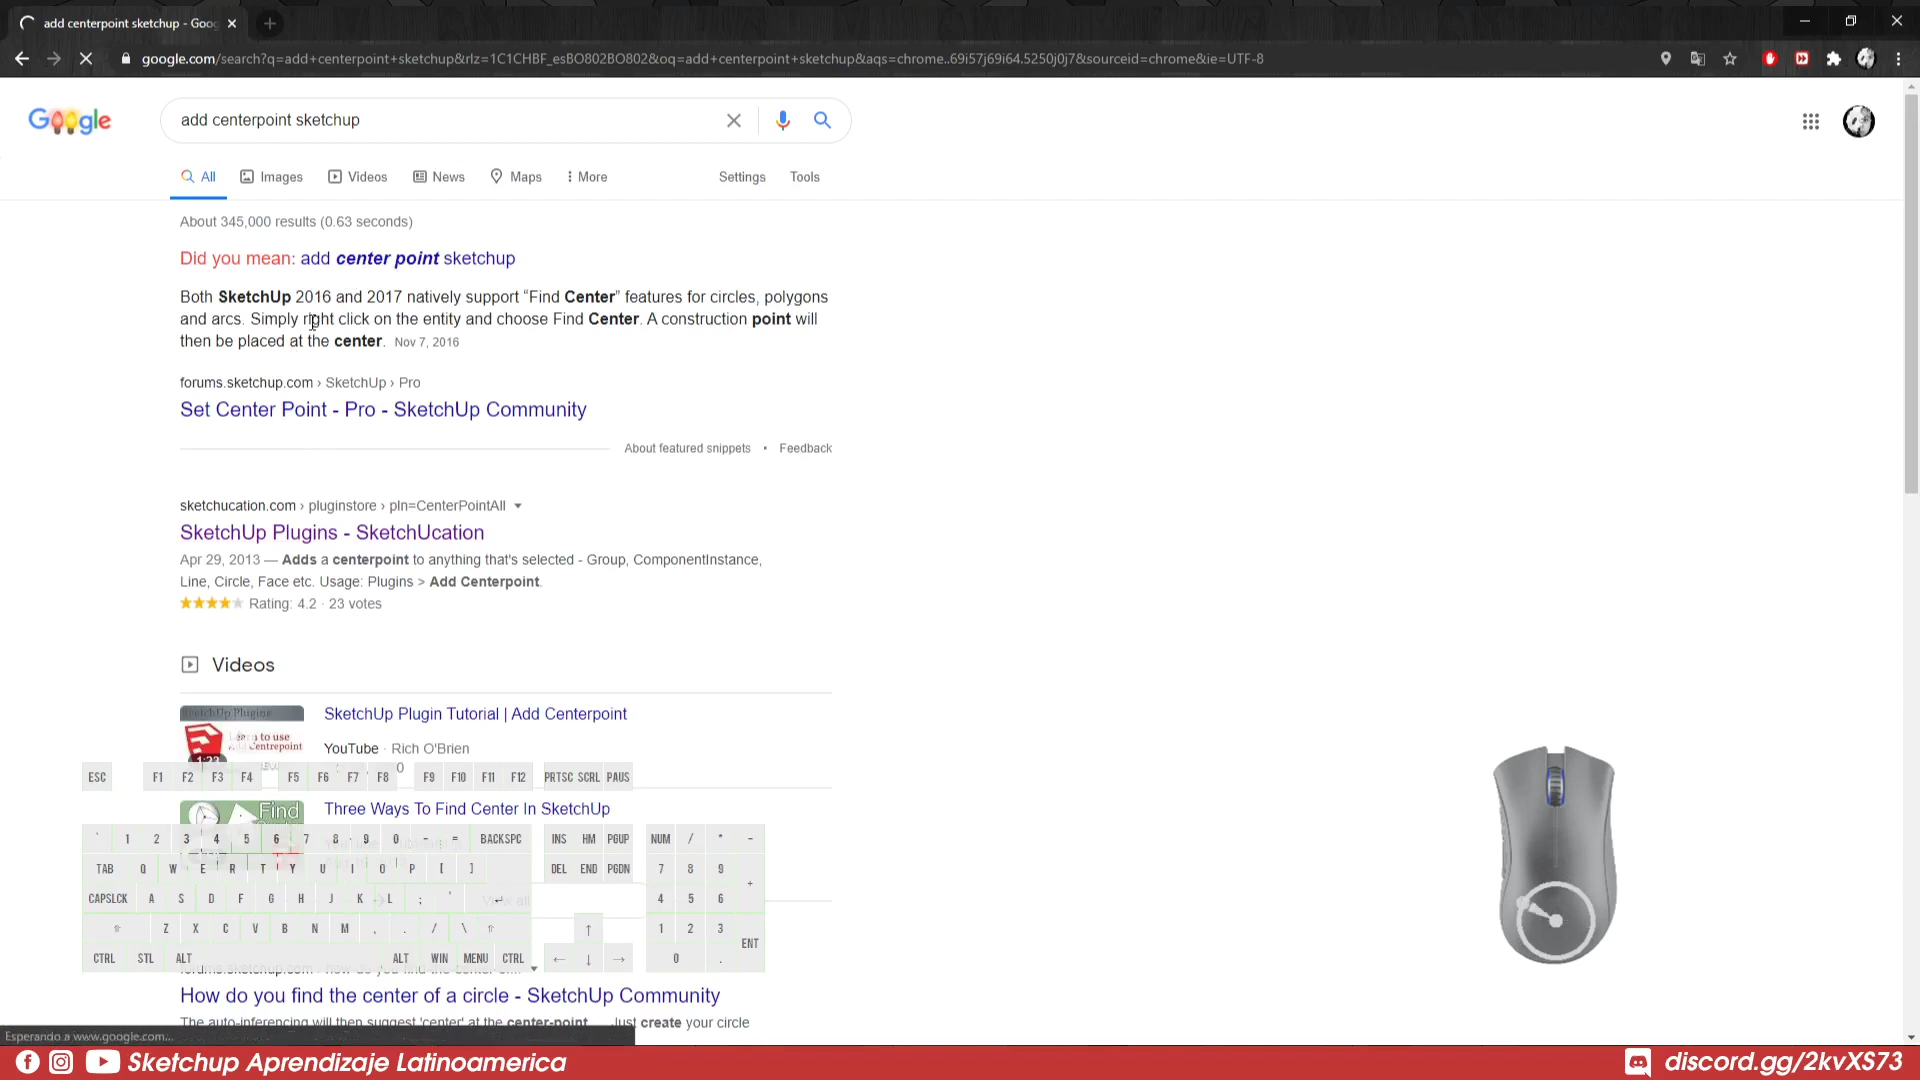 add centerpoint sketchup - Goo
google.com/search?q=add+centerpoint+sketchup&rlz=1C1CHBF_esBO802BO802&oq=add+centerpoint+sketchup&aqs=chrome..69i57j69i64.5250j0j7&sourceid=chrome&ie=UTF-8
Google
add centerpoint sketchup
All Images Videos News Maps More Settings Tools
About 345,000 results (0.63 seconds)
Did you mean: add center point sketchup
Both SketchUp 2016 and 2017 natively support “Find Center” features for circles, polygons
and arcs. Simply right click on the entity and choose Find Center. A construction point will
then be placed at the center. Nov 7, 2016
forums.sketchup.com › SketchUp › Pro
Set Center Point - Pro - SketchUp Community
About featured snippets • Feedback
sketchucation.com › pluginstore › pln=CenterPointAll
SketchUp Plugins - SketchUcation
Apr 29, 2013 — Adds a centerpoint to anything that's selected - Group, ComponentInstance,
Line, Circle, Face etc. Usage: Plugins > Add Centerpoint.
Rating: 4.2 · 23 votes
Videos
SketchUp Plugin Tutorial | Add Centerpoint
SketchUp Plugins
Learn to use
Add Centrepoint
YouTube · Rich O'Brien
ESC F1 F2 F3 F4 F5 F6 F7 F8 F9 F10 F11 F12 PRTSC SCRL PAUS
Find
Three Ways To Find Center In SketchUp
` 1 2 3 4 5 6 7 8 9 0 - = BACKSPC INS HM PGUP NUM / * -
TAB Q W E R T Y U I O P [ ] DEL END PGDN 7 8 9 +
CAPSLCK A S D F G H J K L ; ' ↵ 4 5 6
View all
⇧ Z X C V B N M , . / \ ⇧ ↑ 1 2 3 ENT
CTRL STL ALT ALT WIN MENU CTRL ← ↓ → 0 .
How do you find the center of a circle - SketchUp Community
The auto-inferencing will then suggest 'center' at the center-point. ... Just create your circle
Esperando a www.google.com...
Sketchup Aprendizaje Latinoamerica
discord.gg/2kvXS73